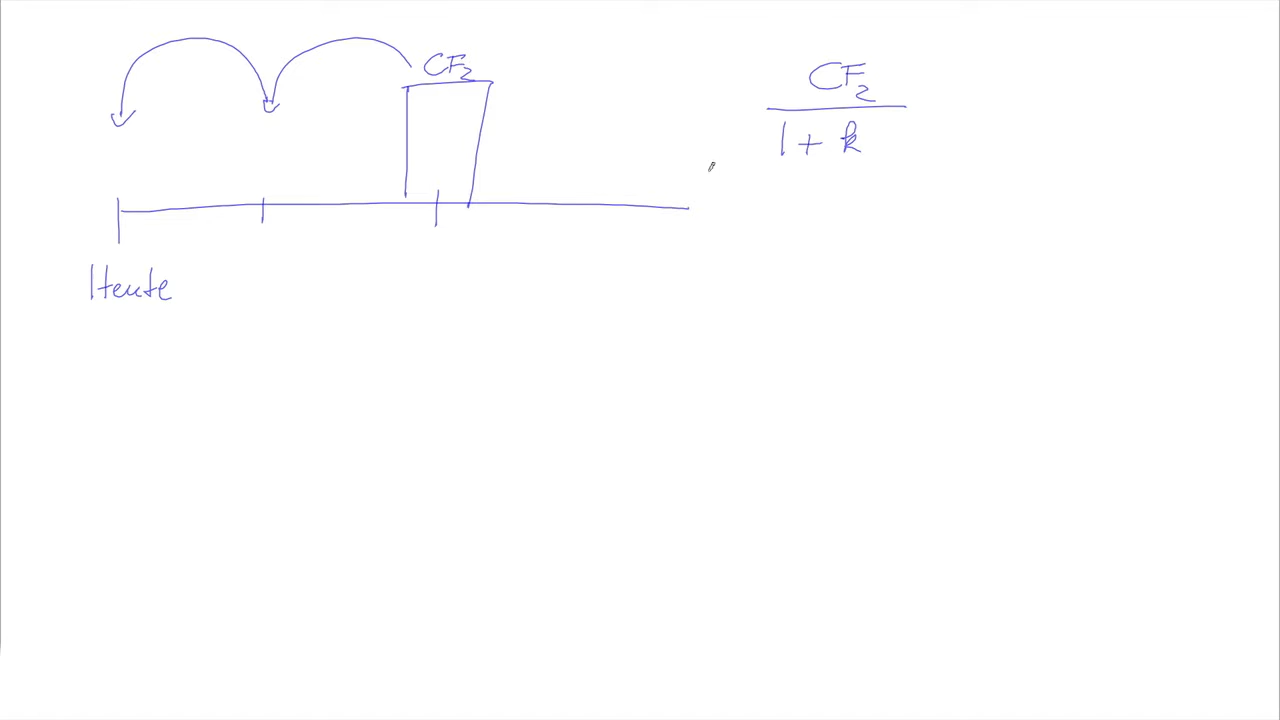 CF₂
CF₂
1 + k
Heute